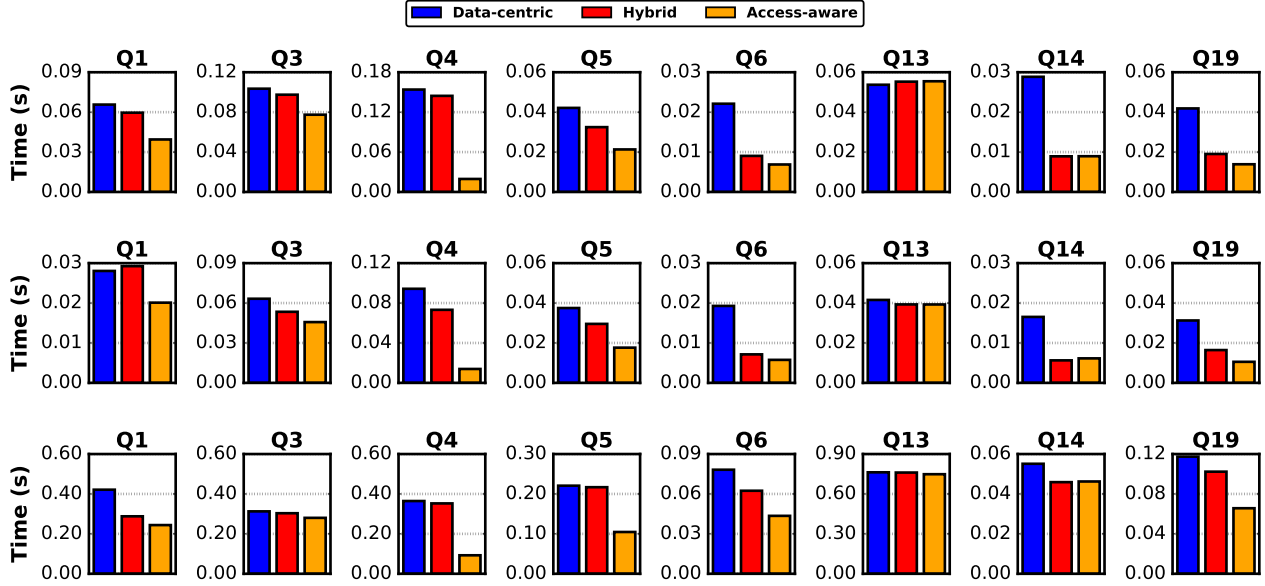 Data-centric Hybrid Access-aware
Q1 Q3 Q4 Q5 Q6 Q13 Q14 Q19
0.09 0.12 0.18 0.06 0.03 0.06 0.03 0.06
0.06 0.08 0.12 0.04 0.02 0.04 0.02 0.04
0.03 0.04 0.06 0.02 0.01 0.02 0.01 0.02
0.00 0.00 0.00 0.00 0.00 0.00 0.00 0.00
Time (s)
Q1 Q3 Q4 Q5 Q6 Q13 Q14 Q19
0.03 0.09 0.12 0.06 0.03 0.06 0.03 0.06
0.02 0.06 0.08 0.04 0.02 0.04 0.02 0.04
0.01 0.03 0.04 0.02 0.01 0.02 0.01 0.02
0.00 0.00 0.00 0.00 0.00 0.00 0.00 0.00
Time (s)
Q1 Q3 Q4 Q5 Q6 Q13 Q14 Q19
0.60 0.60 0.60 0.30 0.09 0.90 0.06 0.12
0.40 0.40 0.40 0.20 0.06 0.60 0.04 0.08
0.20 0.20 0.20 0.10 0.03 0.30 0.02 0.04
0.00 0.00 0.00 0.00 0.00 0.00 0.00 0.00
Time (s)